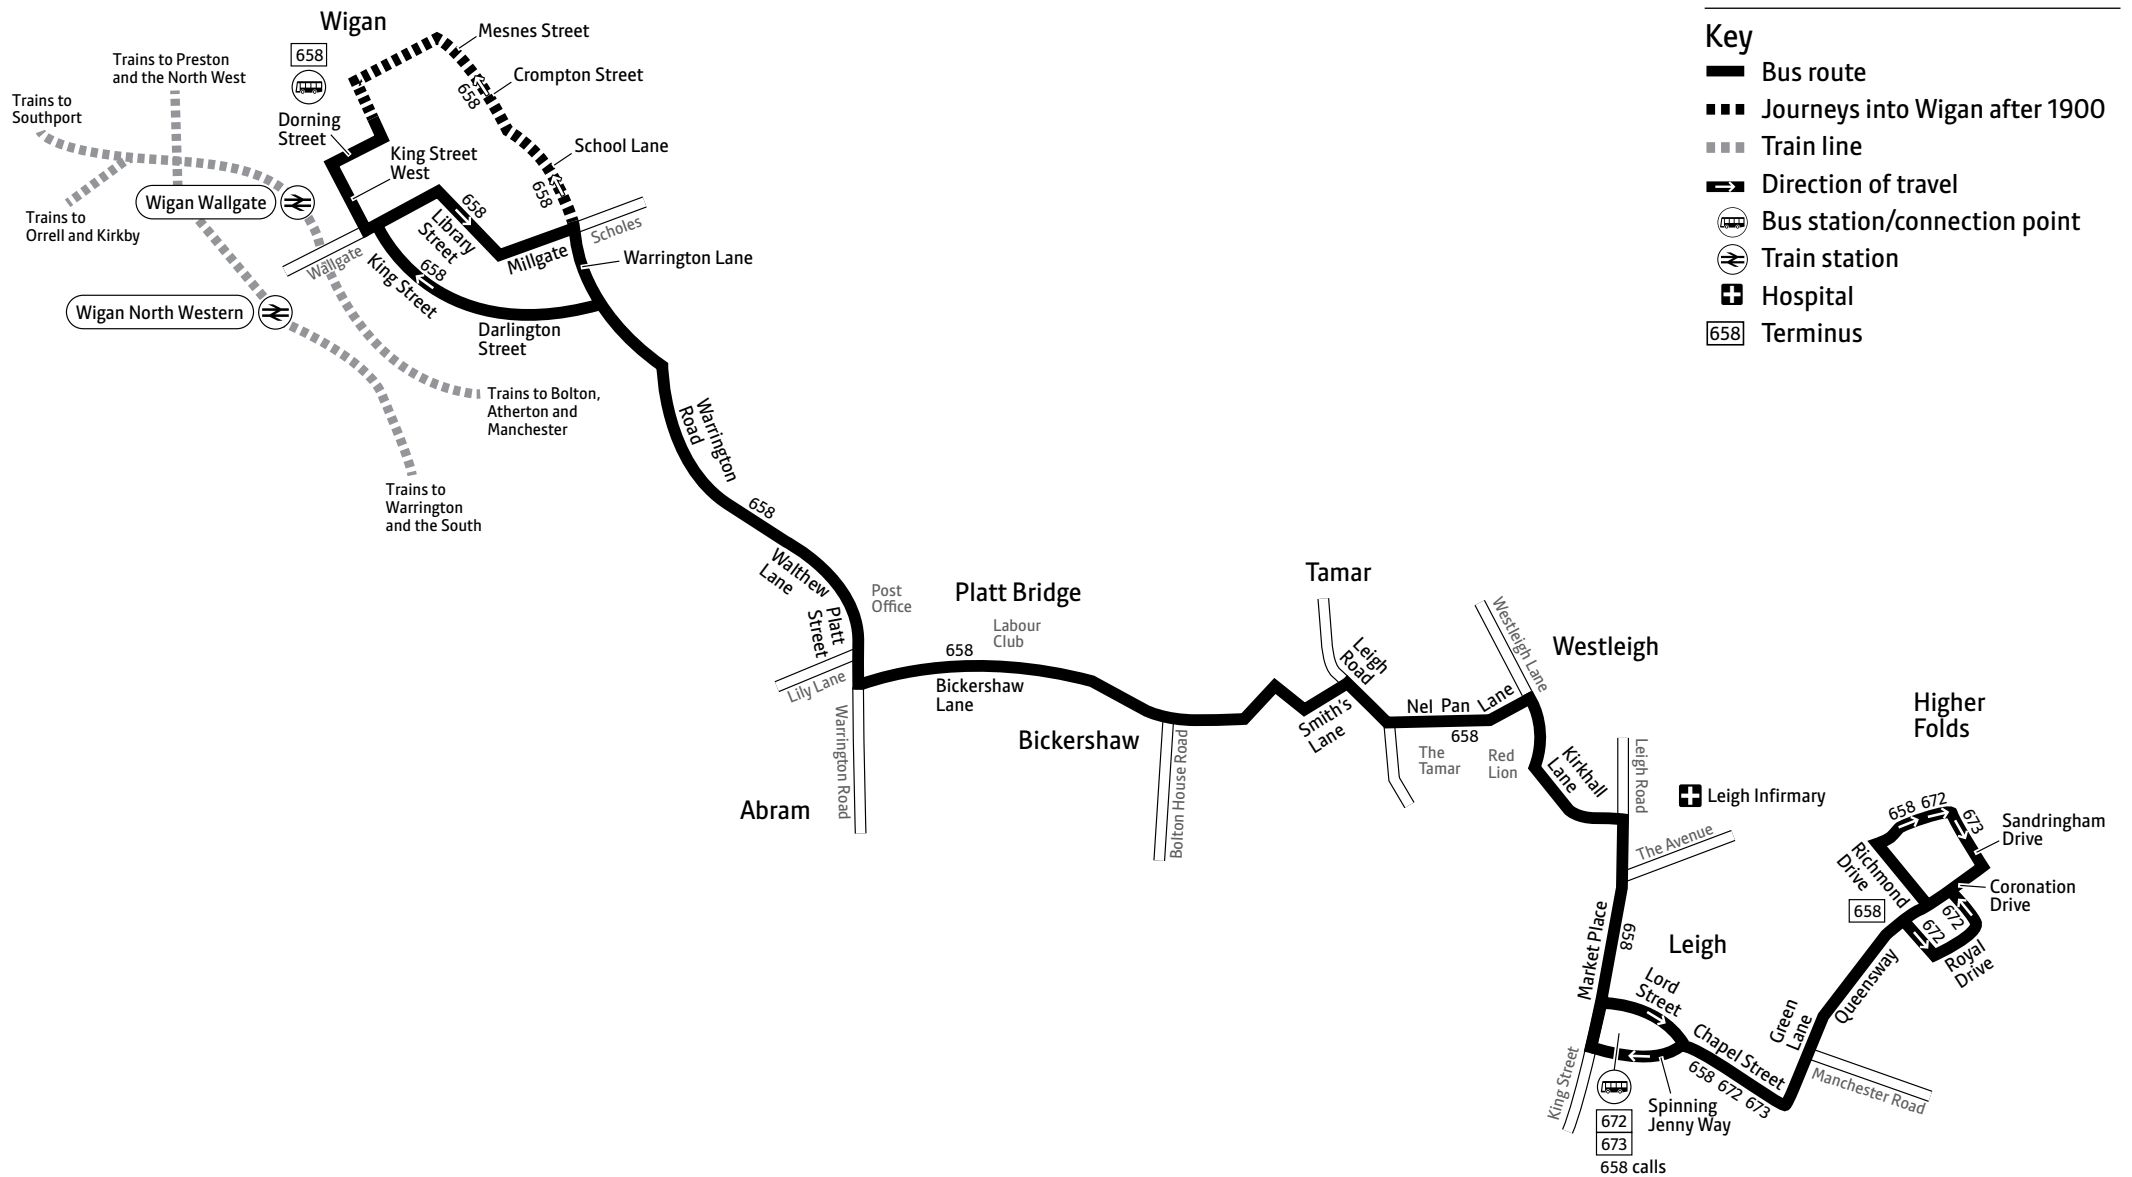 Wigan
658
Mesnes Street
Crompton Street
658
School Lane
658
Trains to Preston
and the North West
Trains to
Southport
Dorning
Street
King Street
West
Wigan Wallgate
Trains to
Orrell and Kirkby
Wallgate
658
Library
Street
Millgate
Scholes
Warrington Lane
King Street
658
Wigan North Western
Darlington
Street
Trains to Bolton,
Atherton and
Manchester
Trains to
Warrington
and the South
Warrington
Road
658
Walthew
Lane
Platt
Street
Post
Office
Platt Bridge
Labour
Club
658
Lily Lane
Bickershaw
Lane
Warrington Road
Abram
Bickershaw
Bolton House Road
Tamar
Leigh
Road
Smith's
Lane
Nel Pan Lane
658
The
Tamar
Red
Lion
Westleigh Lane
Westleigh
Kirkhall
Lane
Leigh Road
Leigh Infirmary
The Avenue
Market Place
658
Leigh
Lord
Street
King Street
672
673
658 calls
Spinning
Jenny Way
Chapel Street
658 672 673
Green
Lane
Manchester Road
Queensway
Higher
Folds
658 672
673
Sandringham
Drive
Richmond
Drive
Coronation
Drive
658
672
672
Royal
Drive
Key
Bus route
Journeys into Wigan after 1900
Train line
Direction of travel
Bus station/connection point
Train station
Hospital
658 Terminus